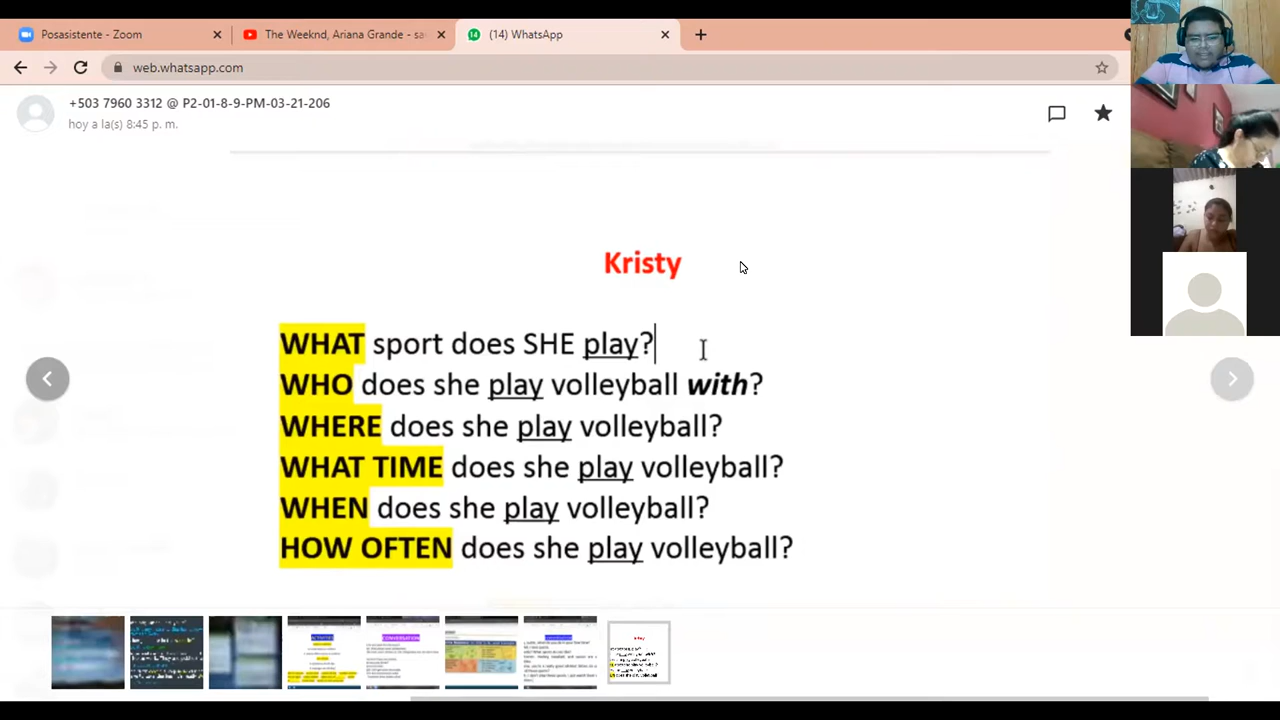 Posasistente - Zoom
The Weeknd, Ariana Grande - sa
(14) WhatsApp
web.whatsapp.com
+503 7960 3312 @ P2-01-8-9-PM-03-21-206
hoy a la(s) 8:45 p. m.
Kristy
WHAT sport does SHE play?
WHO does she play volleyball with?
WHERE does she play volleyball?
WHAT TIME does she play volleyball?
WHEN does she play volleyball?
HOW OFTEN does she play volleyball?
ACTIVITIES
CONVERSATION
Kristy